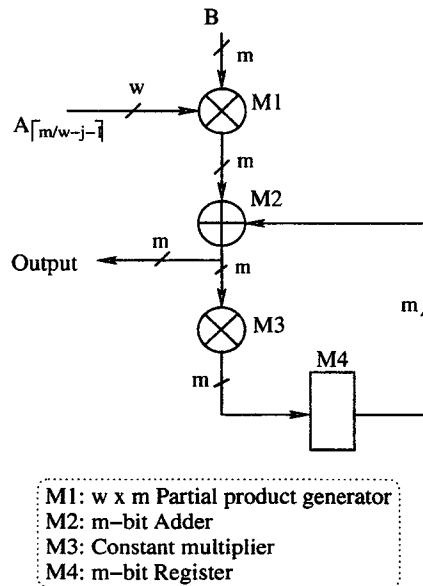 B
m
w
M1
A⌈m/w−j−1⌉
m
M2
m
Output
m
m
M3
M4
m
M1: w x m Partial product generator
M2: m−bit Adder
M3: Constant multiplier
M4: m−bit Register